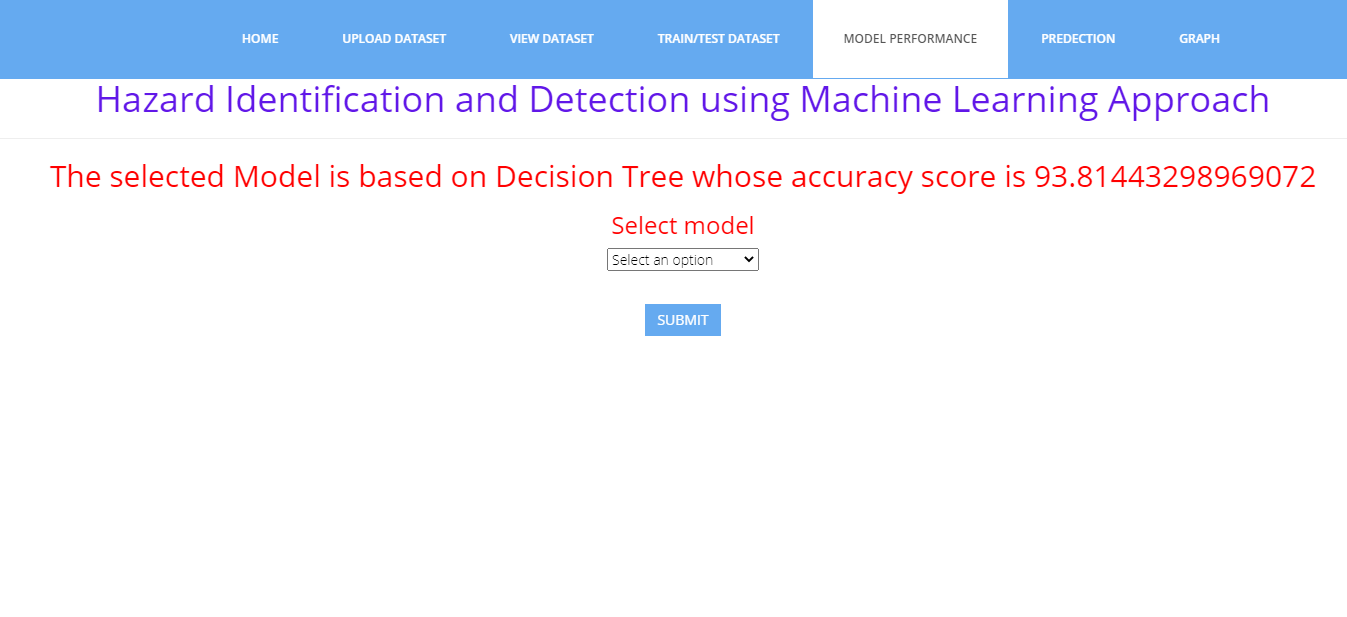 HOME UPLOAD DATASET VIEW DATASET TRAIN/TEST DATASET MODEL PERFORMANCE PREDECTION GRAPH
Hazard Identification and Detection using Machine Learning Approach
The selected Model is based on Decision Tree whose accuracy score is 93.81443298969072
Select model
Select an option
SUBMIT